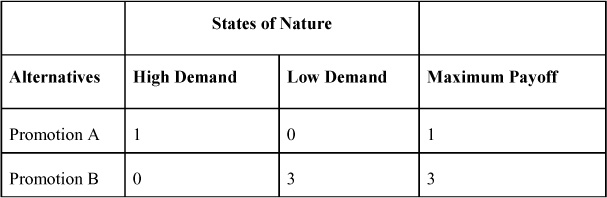 States of Nature
Alternatives High Demand Low Demand Maximum Payoff
Promotion A 1 0 1
Promotion B 0 3 3